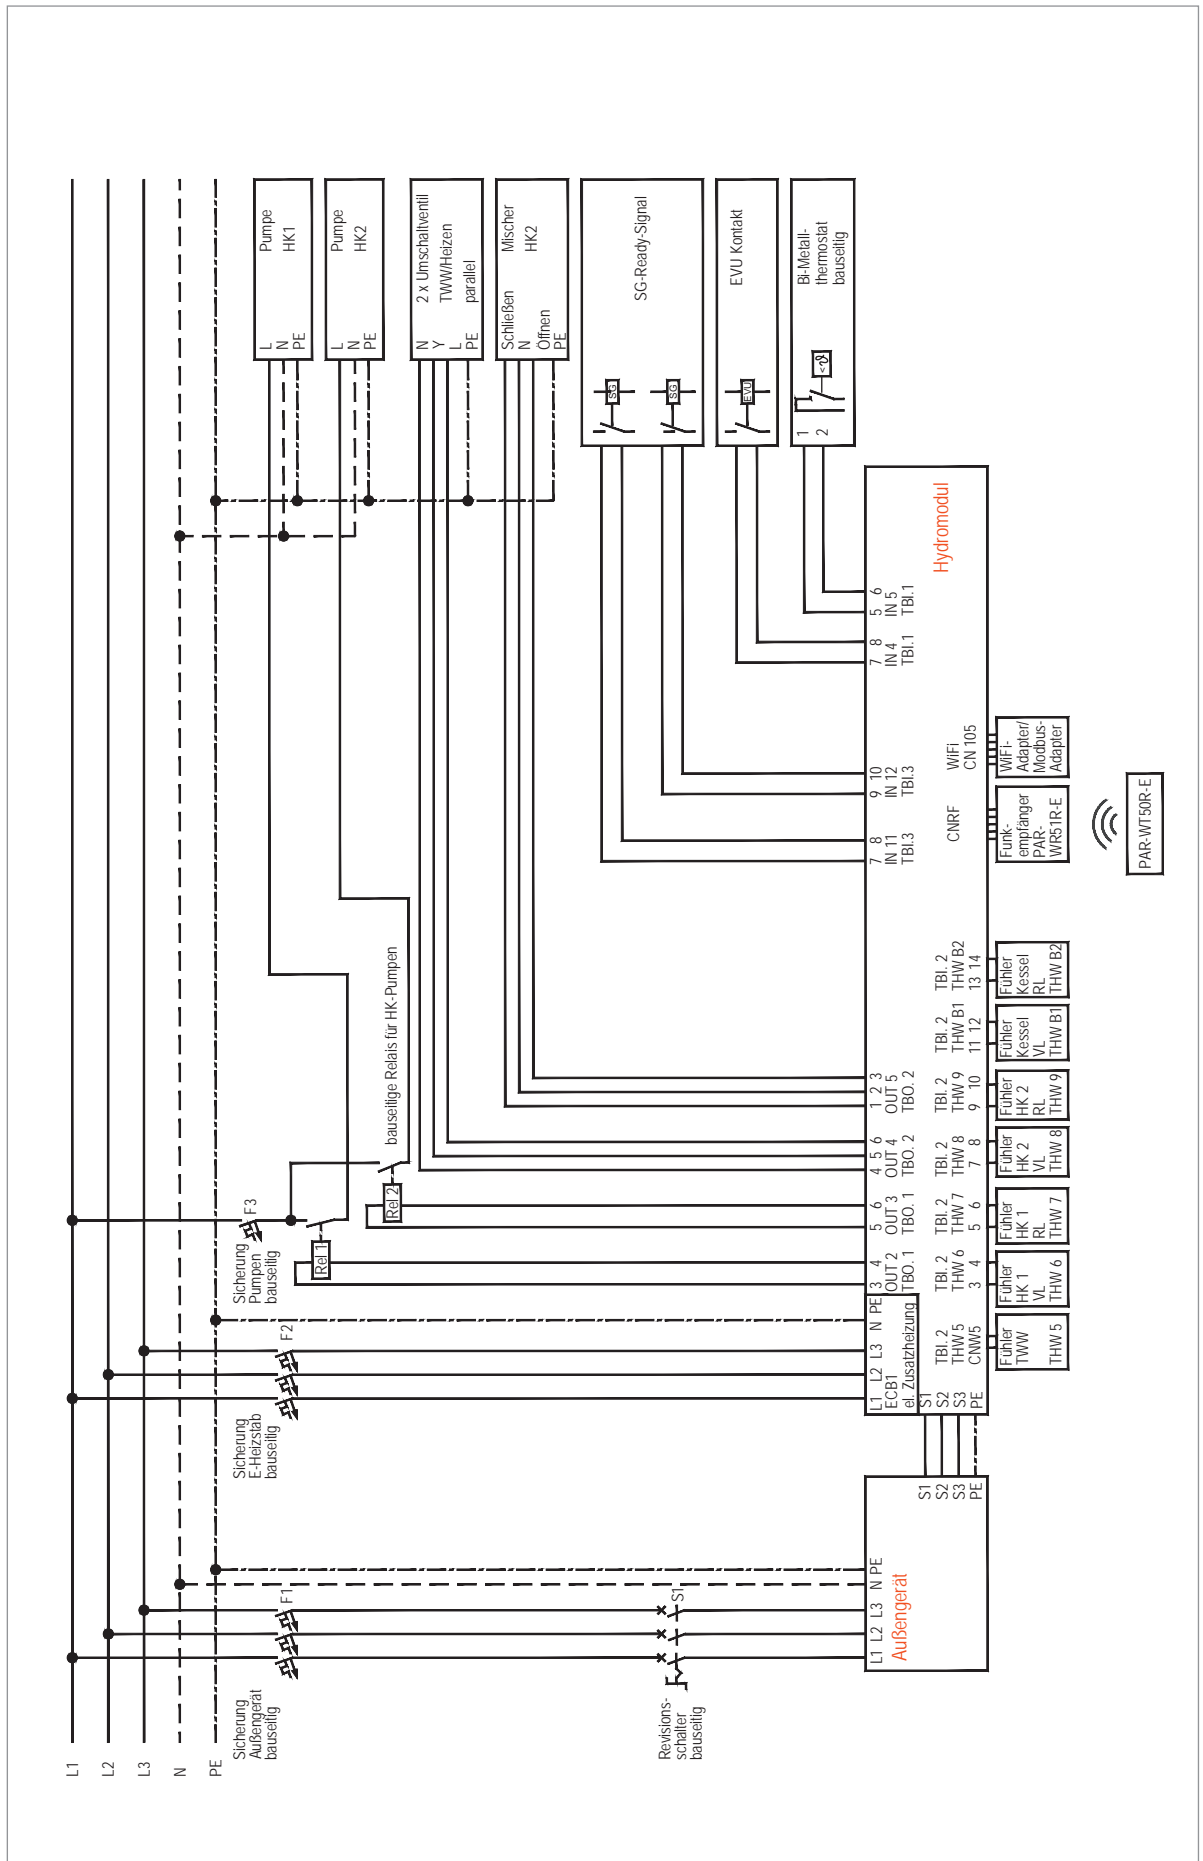 L1
L2
L3
N
PE
Pumpe
HK1
L
N
PE
Pumpe
HK2
L
N
PE
2 x Umschaltventil
TWW/Heizen
parallel
N
Y
L
PE
Mischer
HK2
Schließen
N
Öffnen
PE
SG-Ready-Signal
SG
SG
EVU Kontakt
EVU
Bi-Metall-
thermostat
bauseitig
<ϑ
1
2
Sicherung
Außengerät
bauseitig
F1
Sicherung
E-Heizstab
bauseitig
F2
Sicherung
Pumpen
bauseitig
F3
Rel 1
Rel 2
bauseitige Relais für HK-Pumpen
Revisions-
schalter
bauseitig
S1
L1 L2 L3 N PE
Außengerät
S1
S2
S3
PE
L1 L2 L3 N PE
ECB1
el. Zusatzheizung
S1
S2
S3
PE
3 4
OUT 2
TBO. 1
5 6
OUT 3
TBO. 1
4 5 6
OUT 4
TBO. 2
1 2 3
OUT 5
TBO. 2
7 8
IN 11
TBI.3
9 10
IN 12
TBI.3
7 8
IN 4
TBI.1
5 6
IN 5
TBI.1
Hydromodul
TBI. 2
THW 5
CNW5
TBI. 2
THW 6
3 4
TBI. 2
THW 7
5 6
TBI. 2
THW 8
7 8
TBI. 2
THW 9
9 10
TBI. 2
THW B1
11 12
TBI. 2
THW B2
13 14
CNRF
WiFi
CN 105
Fühler
TWW
THW 5
Fühler
HK 1
VL
THW 6
Fühler
HK 1
RL
THW 7
Fühler
HK 2
VL
THW 8
Fühler
HK 2
RL
THW 9
Fühler
Kessel
VL
THW B1
Fühler
Kessel
RL
THW B2
Funk-
empfänger
PAR-
WR51R-E
WiFi-
Adapter/
Modbus-
Adapter
PAR-WT50R-E